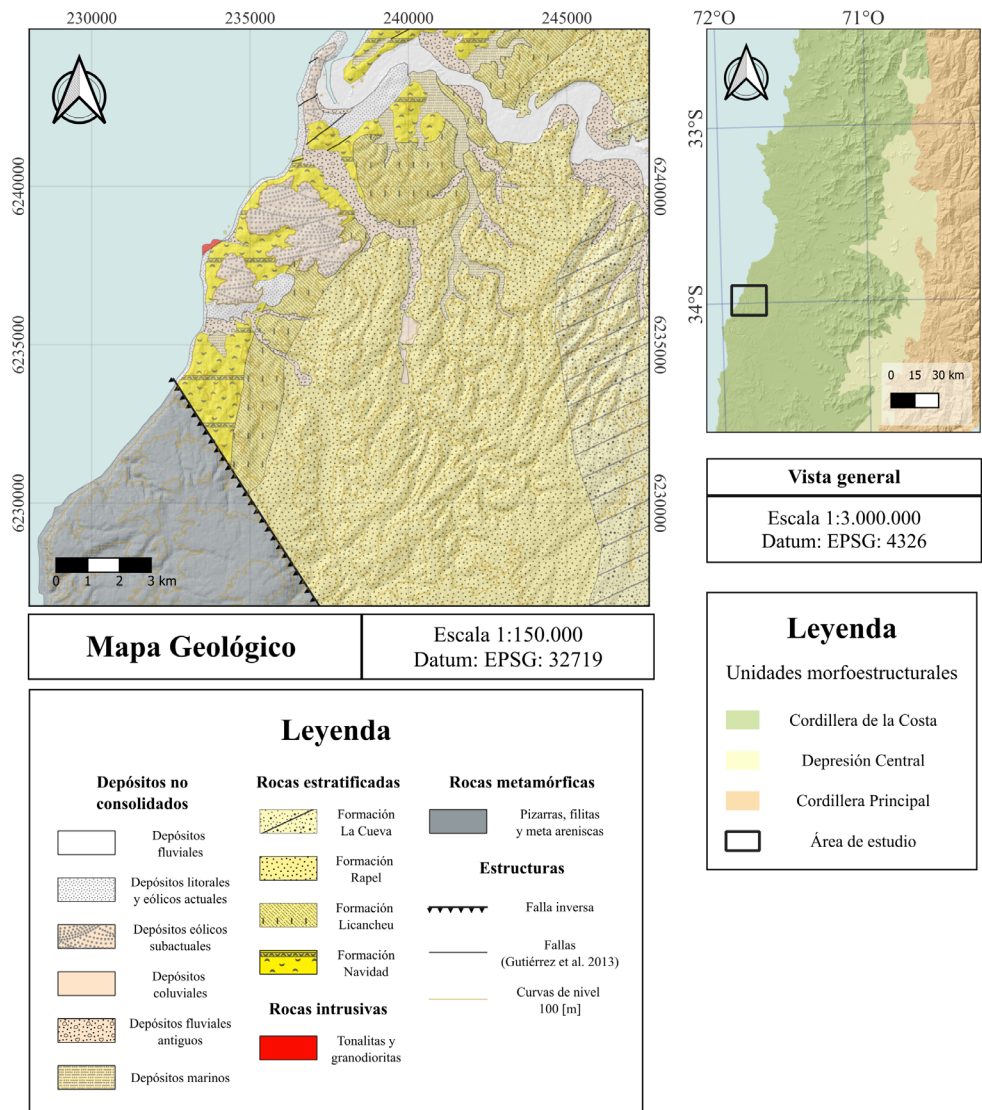 230000
235000
240000
245000
6240000
6235000
6230000
6240000
6235000
6230000
0 1 2 3 km
72°O
71°O
33°S
34°S
0 15 30 km
Mapa Geológico
Escala 1:150.000
Datum: EPSG: 32719
Vista general
Escala 1:3.000.000
Datum: EPSG: 4326
Leyenda
Unidades morfoestructurales
Cordillera de la Costa
Depresión Central
Cordillera Principal
Área de estudio
Leyenda
Depósitos no
consolidados
Depósitos
fluviales
Depósitos litorales
y eólicos actuales
Depósitos eólicos
subactuales
Depósitos
coluviales
Depósitos fluviales
antiguos
Depósitos marinos
Rocas estratificadas
Formación
La Cueva
Formación
Rapel
Formación
Licancheu
Formación
Navidad
Rocas intrusivas
Tonalitas y
granodioritas
Rocas metamórficas
Pizarras, filitas
y meta areniscas
Estructuras
Falla inversa
Fallas
(Gutiérrez et al. 2013)
Curvas de nivel
100 [m]